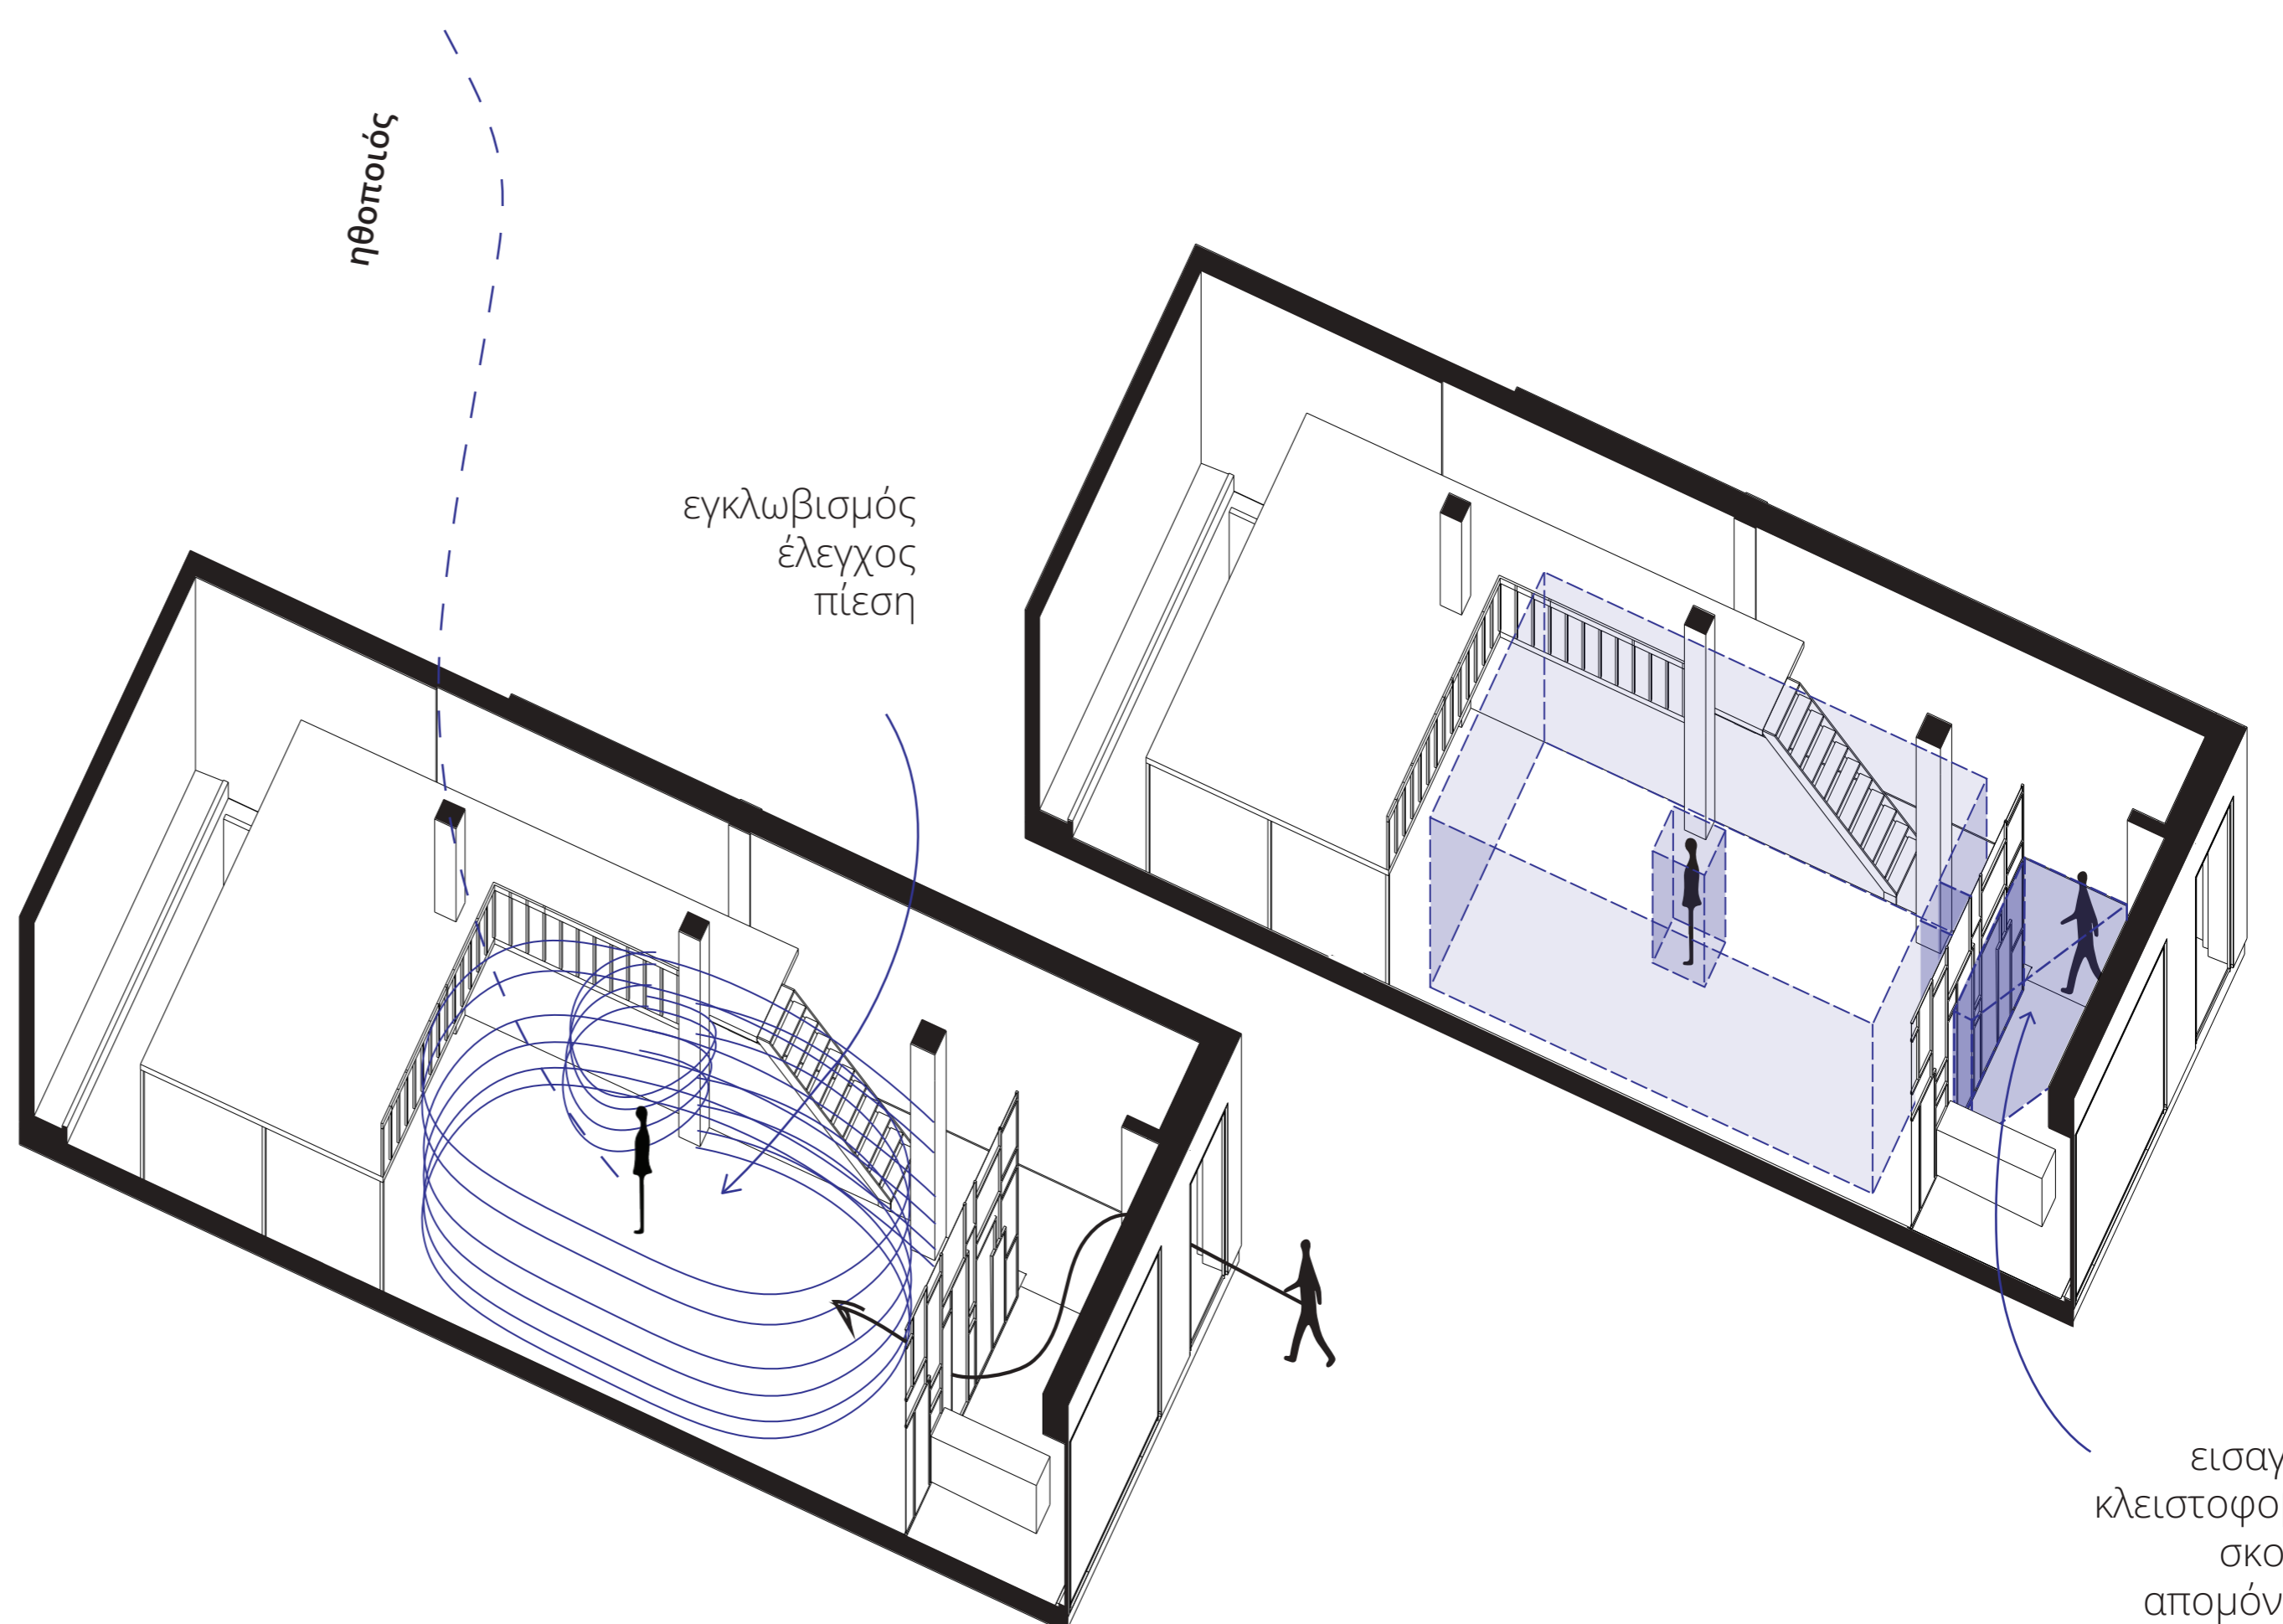 ηθοποιός
εγκλωβισμός
έλεγχος
πίεση
εισαγ
κλειστοφο
σκο
απομόν